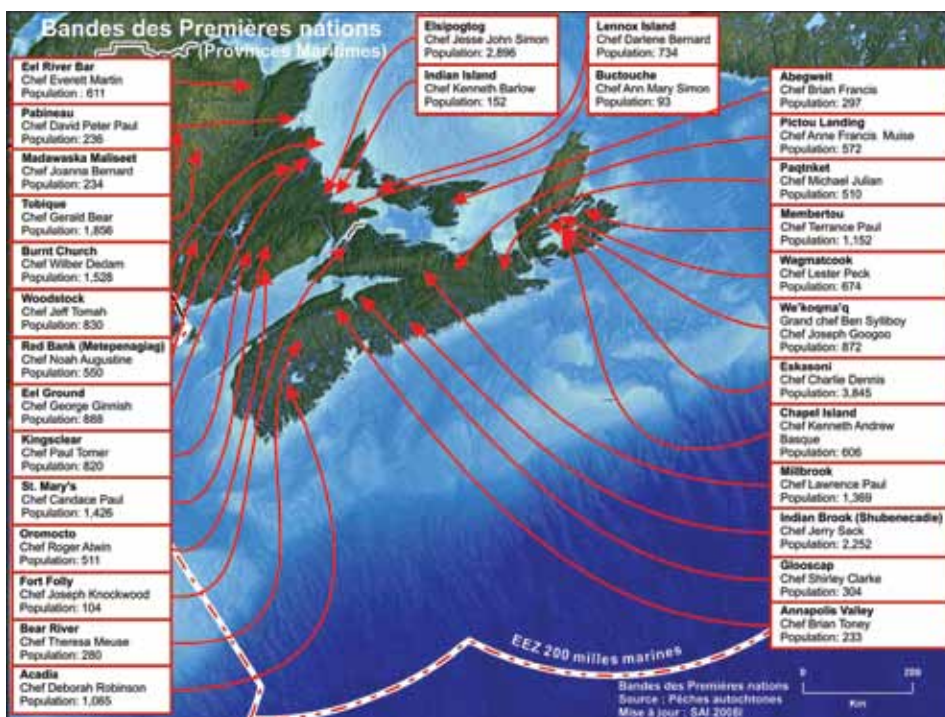 Bandes des Premières nations
(Provinces Maritimes)
Eel River Bar
Chef Everett Martin
Population : 611
Pabineau
Chef David Peter Paul
Population: 236
Madawaska Maliseet
Chef Joanna Bernard
Population: 234
Tobique
Chef Gerald Bear
Population: 1,856
Burnt Church
Chef Wilber Dedam
Population: 1,528
Woodstock
Chef Jeff Tomah
Population: 830
Red Bank (Metepenagiag)
Chef Noah Augustine
Population: 550
Eel Ground
Chef George Ginnish
Population:
Kingsclear
Chef Paul Tomer
Population: 820
St. Mary's
Chef Candace Paul
Population: 1,426
Oromocto
Chef Roger Atwin
Population: 511
Fort Folly
Chef Joseph Knockwood
Population: 104
Bear River
Chef Theresa Meuse
Population: 280
Acadia
Chef Deborah Robinson
Population: 1,065
Elsipogtog
Chef Jesse John Simon
Population: 2,896
Indian Island
Chef Kenneth Barlow
Population: 152
Lennox Island
Chef Darlene Bernard
Population: 734
Buctouche
Chef Ann Mary Simon
Population: 93
Abegweit
Chef Brian Francis
Population: 297
Pictou Landing
Chef Anne Francis Muise
Population: 572
Paqtnket
Chef Michael Julian
Population: 510
Membertou
Chef Terrance Paul
Population: 1,152
Wagmatcook
Chef Lester Peck
Population: 674
We'koqma'q
Grand chef Ben Sylliboy
Chef Joseph Googoo
Population: 872
Eskasoni
Chef Charlie Dennis
Population: 3,845
Chapel Island
Chef Kenneth Andrew
Basque
Population: 606
Millbrook
Chef Lawrence Paul
Population: 1,369
Indian Brook (Shubenecadie)
Chef Jerry Sack
Population: 2,252
Glooscap
Chef Shirley Clarke
Population: 304
Annapolis Valley
Chef Brian Toney
Population: 233
EEZ 200 milles marines
Bandes des Premières nations
Source : Pêches autochtones
Mise à jour : SAI
0 200
Km